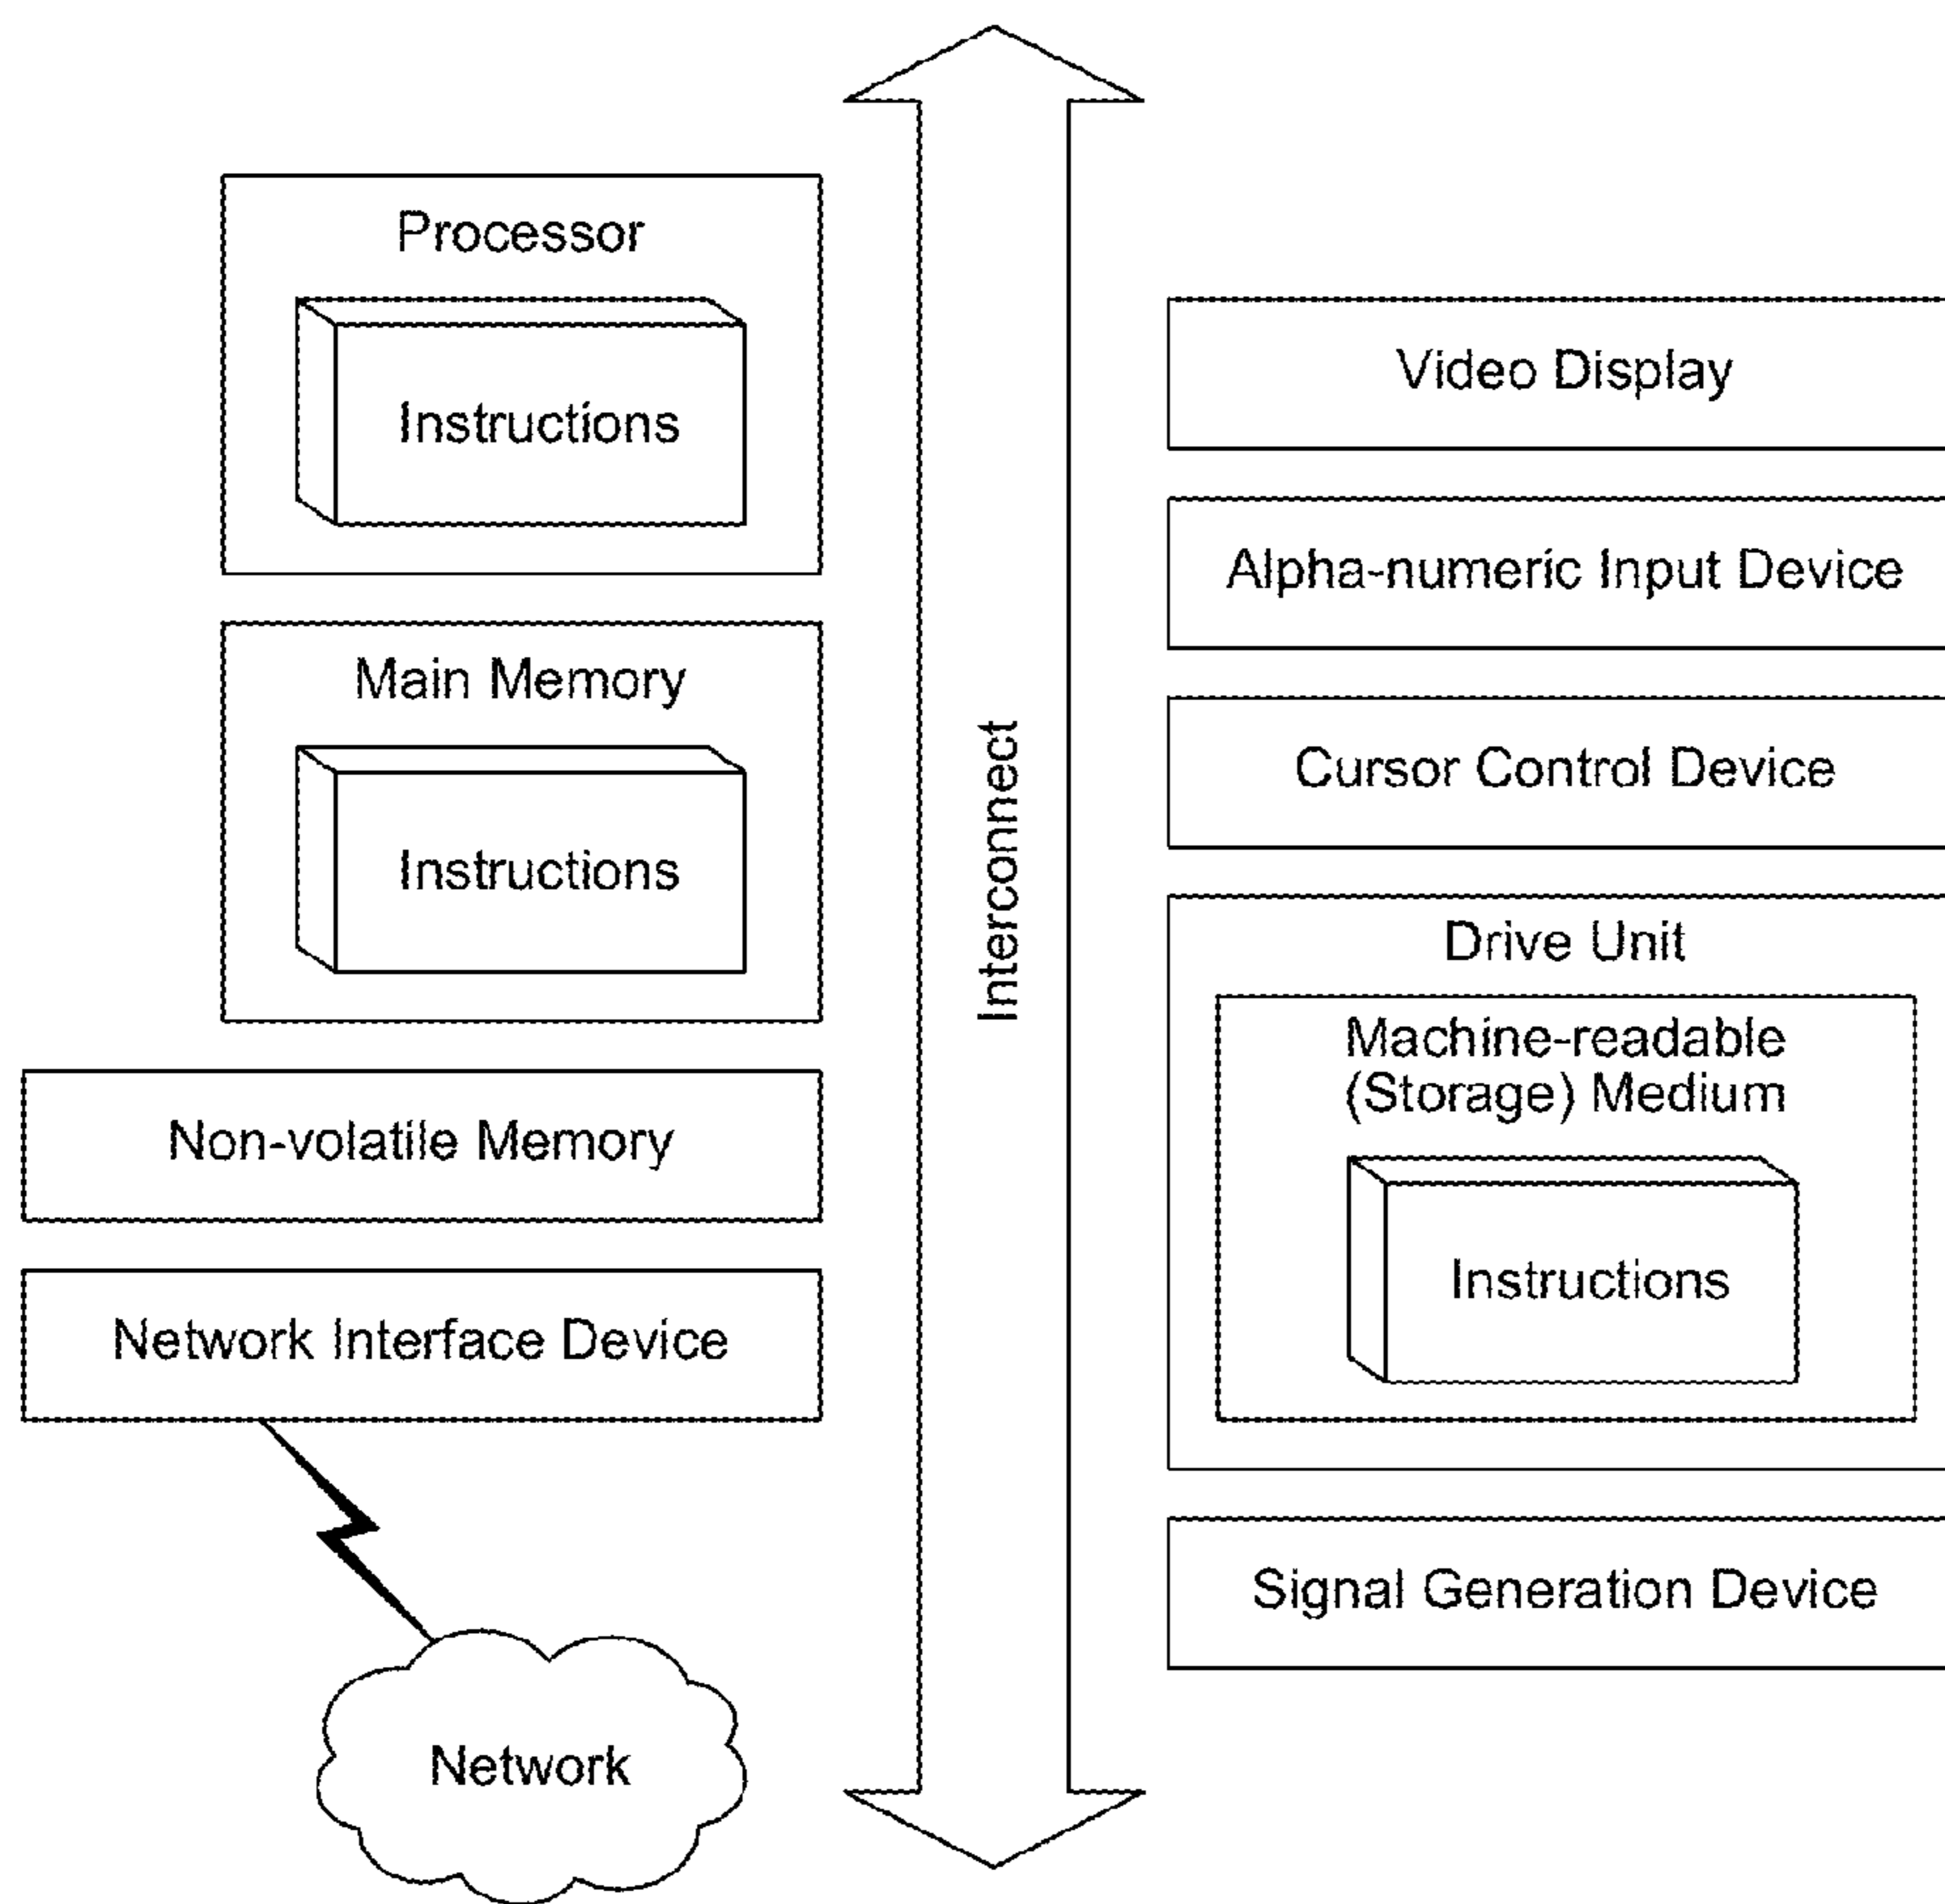 Processor
Instructions
Main Memory
Instructions
Non-volatile Memory
Network Interface Device
Network
Interconnect
Video Display
Alpha-numeric Input Device
Cursor Control Device
Drive Unit
Machine-readable
(Storage) Medium
Instructions
Signal Generation Device